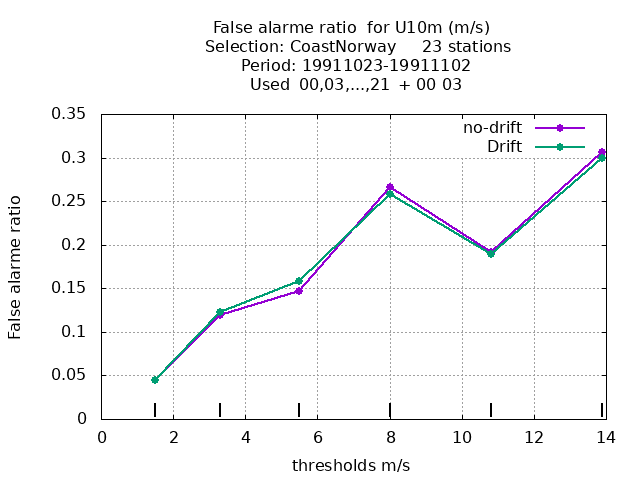 False alarme ratio  for U10m (m/s)
Selection: CoastNorway     23 stations
Period: 19911023-19911102
Used  00,03,...,21  + 00 03
no-drift
Drift
False alarme ratio
0.35
0.3
0.25
0.2
0.15
0.1
0.05
0
0 2 4 6 8 10 12 14
thresholds m/s